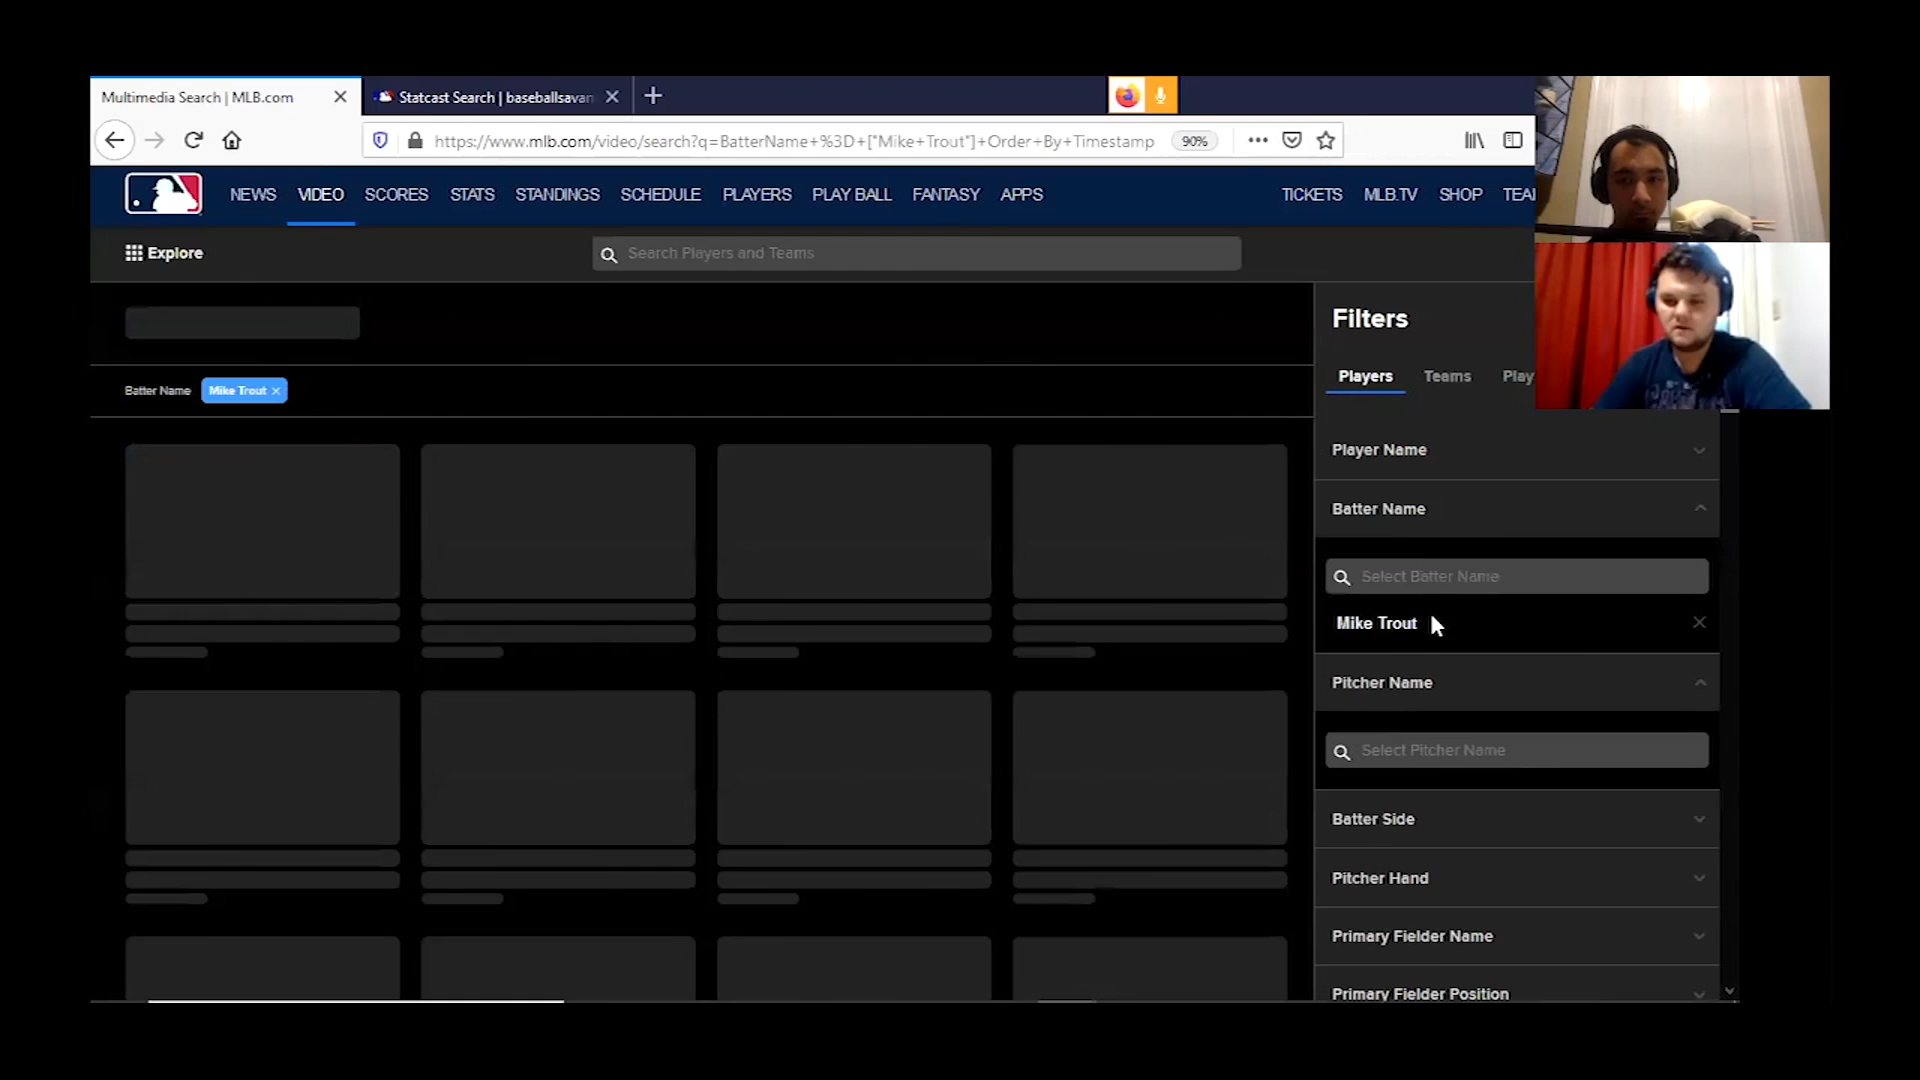 Multimedia Search | MLB.com
Statcast Search | baseballsavan
https://www.mlb.com/video/search?q=BatterName+%3D+["Mike+Trout"]+Order+By+Timestamp
90%
NEWS VIDEO SCORES STATS STANDINGS SCHEDULE PLAYERS PLAY BALL FANTASY APPS TICKETS MLB.TV SHOP TEA
Explore
Search Players and Teams
Filters
Players Teams Play
Batter Name Mike Trout
Player Name
Batter Name
Select Batter Name
Mike Trout
Pitcher Name
Select Pitcher Name
Batter Side
Pitcher Hand
Primary Fielder Name
Primary Fielder Position